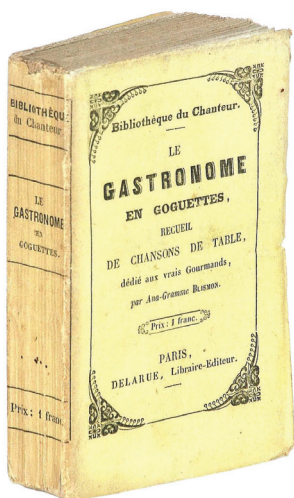 BIBLIOTHÈQU
du Chanteur
LE
GASTRONOME
EN
GOGUETTES.
Prix : 1 franc
Bibliothèque du Chanteur.
LE
GASTRONOME
EN GOGUETTES,
RECUEIL
DE CHANSONS DE TABLE,
dédié aux vrais Gourmands,
par Ana-Gramme BLISMON.
Prix : 1 franc.
PARIS,
DELARUE, Libraire-Editeur.